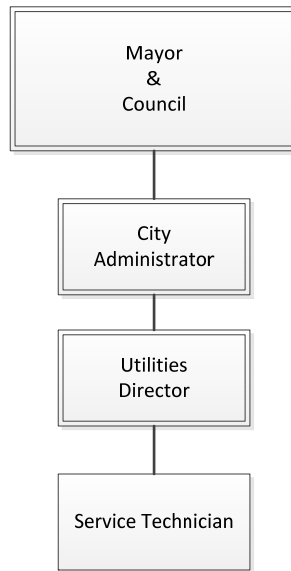 Mayor
&
Council
City
Administrator
Utilities
Director
Service Technician